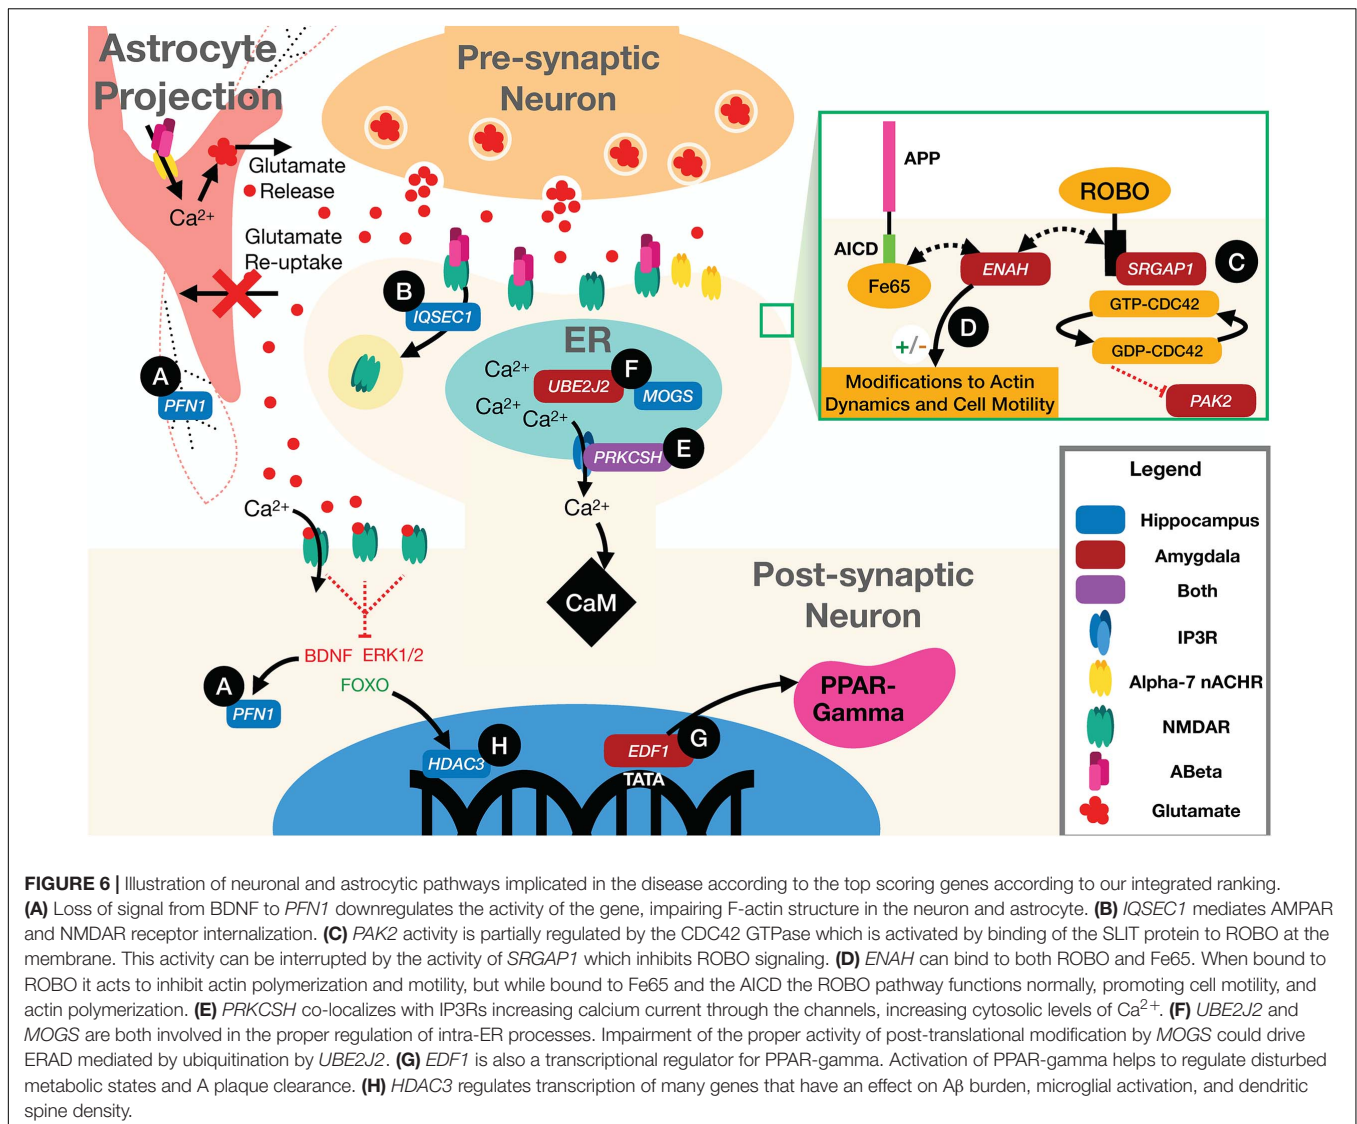 Astrocyte
Projection
Pre-synaptic
Neuron
Glutamate
Release
Ca2+
Glutamate
Re-uptake
A
PFN1
B
IQSEC1
ER
Ca2+
UBE2J2
F
MOGS
Ca2+
Ca2+
PRKCSH
E
Ca2+
CaM
Ca2+
BDNF ERK1/2
FOXO
A
PFN1
HDAC3
H
EDF1
G
TATA
PPAR-
Gamma
Post-synaptic
Neuron
APP
AICD
Fe65
ENAH
ROBO
SRGAP1
C
GTP-CDC42
GDP-CDC42
D
+/-
Modifications to Actin
Dynamics and Cell Motility
PAK2
Legend
Hippocampus
Amygdala
Both
IP3R
Alpha-7 nACHR
NMDAR
ABeta
Glutamate
FIGURE 6 | Illustration of neuronal and astrocytic pathways implicated in the disease according to the top scoring genes according to our integrated ranking.
(A) Loss of signal from BDNF to PFN1 downregulates the activity of the gene, impairing F-actin structure in the neuron and astrocyte. (B) IQSEC1 mediates AMPAR
and NMDAR receptor internalization. (C) PAK2 activity is partially regulated by the CDC42 GTPase which is activated by binding of the SLIT protein to ROBO at the
membrane. This activity can be interrupted by the activity of SRGAP1 which inhibits ROBO signaling. (D) ENAH can bind to both ROBO and Fe65. When bound to
ROBO it acts to inhibit actin polymerization and motility, but while bound to Fe65 and the AICD the ROBO pathway functions normally, promoting cell motility, and
actin polymerization. (E) PRKCSH co-localizes with IP3Rs increasing calcium current through the channels, increasing cytosolic levels of Ca2+. (F) UBE2J2 and
MOGS are both involved in the proper regulation of intra-ER processes. Impairment of the proper activity of post-translational modification by MOGS could drive
ERAD mediated by ubiquitination by UBE2J2. (G) EDF1 is also a transcriptional regulator for PPAR-gamma. Activation of PPAR-gamma helps to regulate disturbed
metabolic states and A plaque clearance. (H) HDAC3 regulates transcription of many genes that have an effect on Aβ burden, microglial activation, and dendritic
spine density.